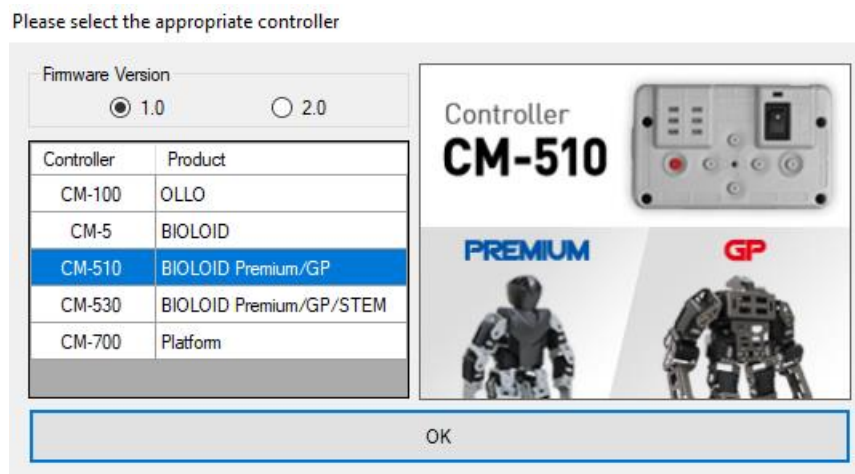 Please select the appropriate controller
Firmware Version
1.0 2.0
Controller Product
CM-100 OLLO
CM-5 BIOLOID
CM-510 BIOLOID Premium/GP
CM-530 BIOLOID Premium/GP/STEM
CM-700 Platform
Controller
CM-510
PREMIUM GP
OK